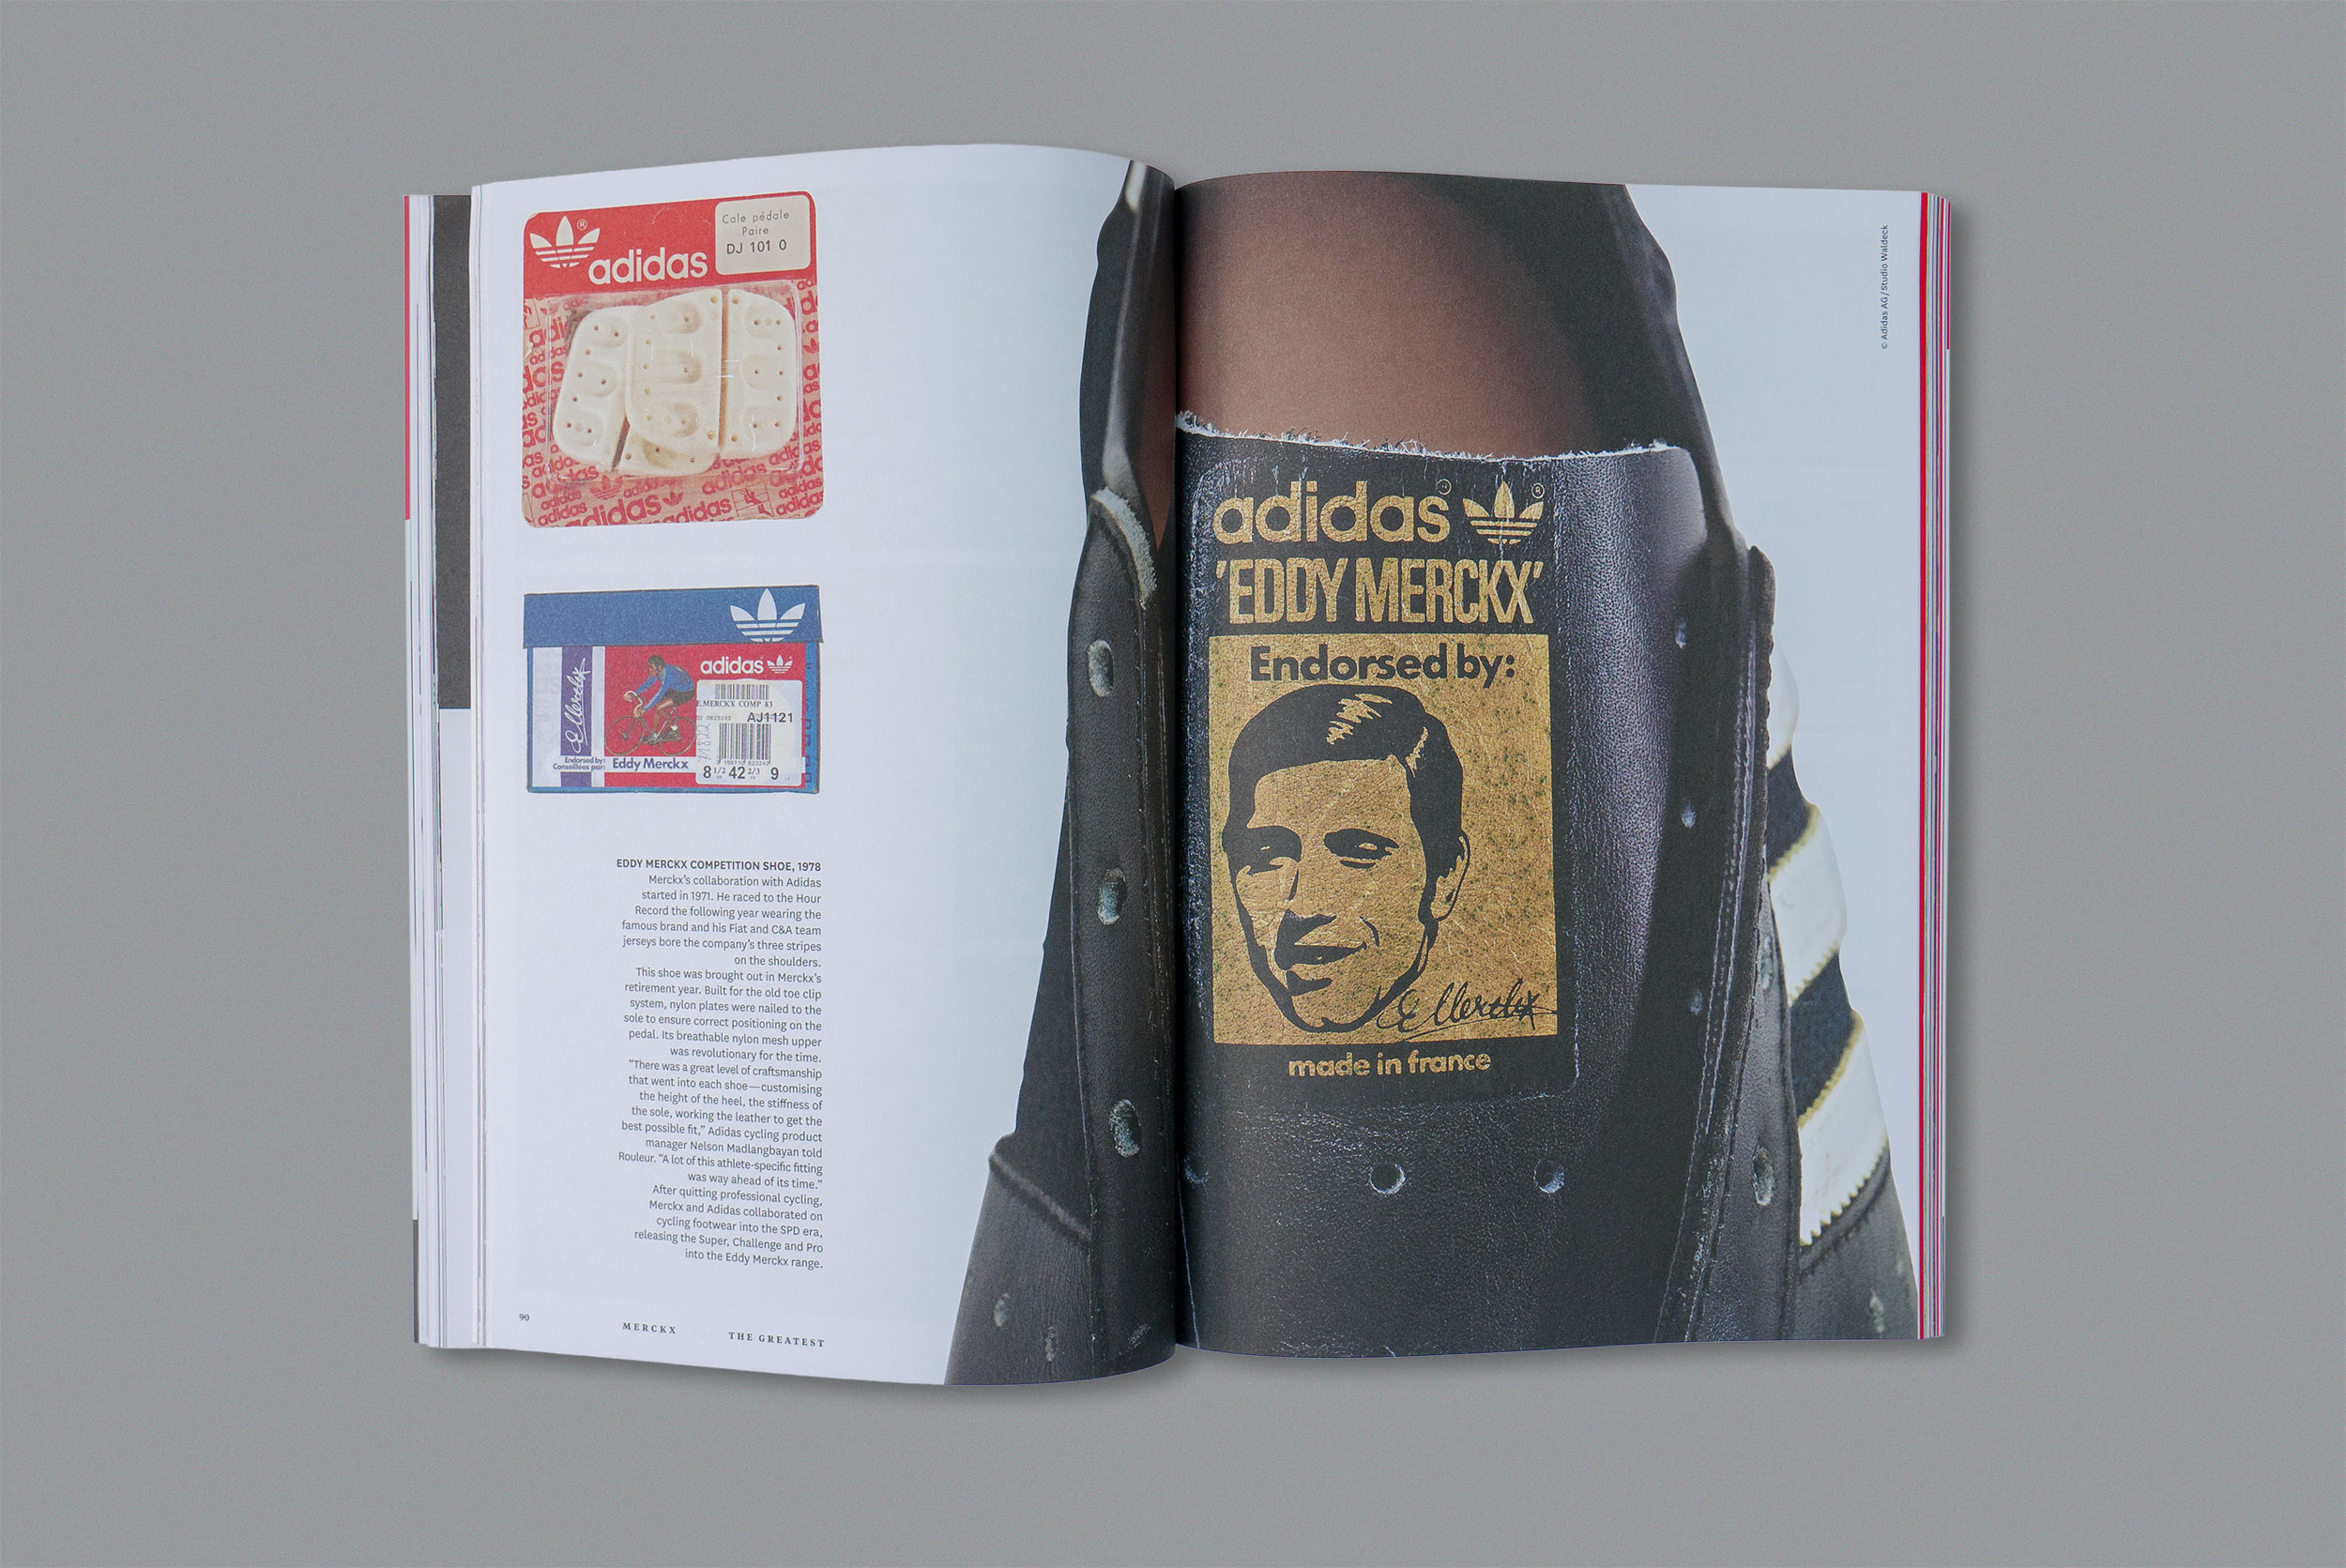 adidas
Cale pédale
Paire
DJ 101 0
adidas
E Merckx
Endorsed by:
Conseillées par:
Eddy Merckx
E.MERCKX COMP 83
AJ1121
8 1/2 42 2/3 9
EDDY MERCKX COMPETITION SHOE, 1978
Merckx’s collaboration with Adidas
started in 1971. He raced to the Hour
Record the following year wearing the
famous brand and his Fiat and C&A team
jerseys bore the company’s three stripes
on the shoulders.
This shoe was brought out in Merckx’s
retirement year. Built for the old toe clip
system, nylon plates were nailed to the
sole to ensure correct positioning on the
pedal. Its breathable nylon mesh upper
was revolutionary for the time.
“There was a great level of craftsmanship
that went into each shoe—customising
the height of the heel, the stiffness of
the sole, working the leather to get the
best possible fit,” Adidas cycling product
manager Nelson Madlangbayan told
Rouleur. “A lot of this athlete-specific fitting
was way ahead of its time.”
After quitting professional cycling,
Merckx and Adidas collaborated on
cycling footwear into the SPD era,
releasing the Super, Challenge and Pro
into the Eddy Merckx range.
90
MERCKX THE GREATEST
© Adidas AG/Studio Waldeck
adidas
'EDDY MERCKX'
Endorsed by:
E Merckx
made in france